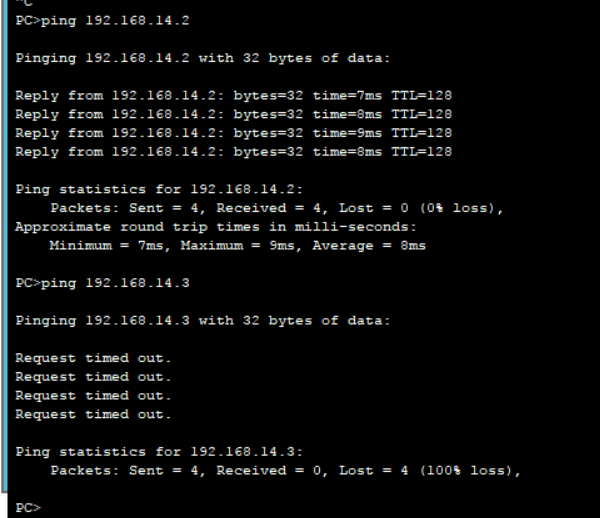 ^C
PC>ping 192.168.14.2
Pinging 192.168.14.2 with 32 bytes of data:
Reply from 192.168.14.2: bytes=32 time=7ms TTL=128
Reply from 192.168.14.2: bytes=32 time=8ms TTL=128
Reply from 192.168.14.2: bytes=32 time=9ms TTL=128
Reply from 192.168.14.2: bytes=32 time=8ms TTL=128
Ping statistics for 192.168.14.2:
Packets: Sent = 4, Received = 4, Lost = 0 (0% loss),
Approximate round trip times in milli-seconds:
Minimum = 7ms, Maximum = 9ms, Average = 8ms
PC>ping 192.168.14.3
Pinging 192.168.14.3 with 32 bytes of data:
Request timed out.
Request timed out.
Request timed out.
Request timed out.
Ping statistics for 192.168.14.3:
Packets: Sent = 4, Received = 0, Lost = 4 (100% loss),
PC>